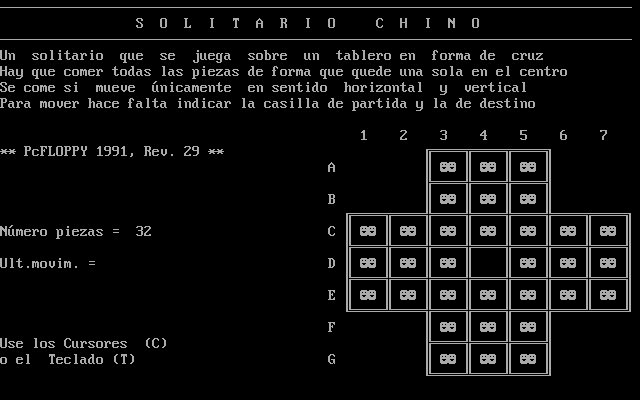 S O L I T A R I O   C H I N O
Un solitario que se juega sobre un tablero en forma de cruz
Hay que comer todas las piezas de forma que quede una sola en el centro
Se come si mueve únicamente en sentido horizontal y vertical
Para mover hace falta indicar la casilla de partida y la de destino
1 2 3 4 5 6 7
** PcFLOPPY 1991, Rev. 29 **
A
B
Número piezas = 32
C
Ult.movim. =
D
E
F
Use los Cursores (C)
o el Teclado (T)
G